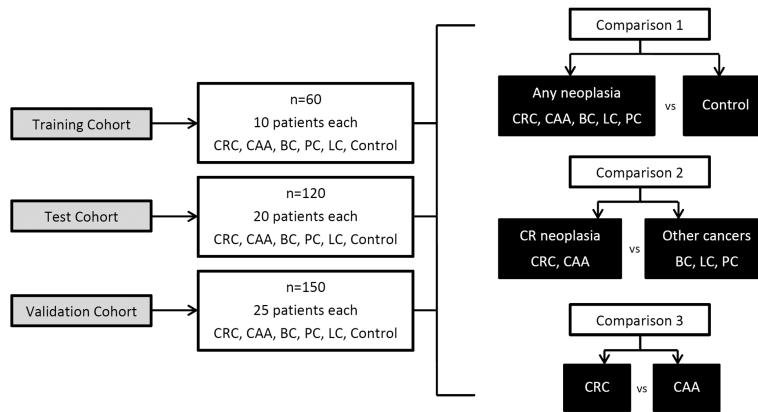 Training Cohort
n=60
10 patients each
CRC, CAA, BC, PC, LC, Control
Test Cohort
n=120
20 patients each
CRC, CAA, BC, PC, LC, Control
Validation Cohort
n=150
25 patients each
CRC, CAA, BC, PC, LC, Control
Comparison 1
Any neoplasia
CRC, CAA, BC, LC, PC
vs
Control
Comparison 2
CR neoplasia
CRC, CAA
vs
Other cancers
BC, LC, PC
Comparison 3
CRC
vs
CAA